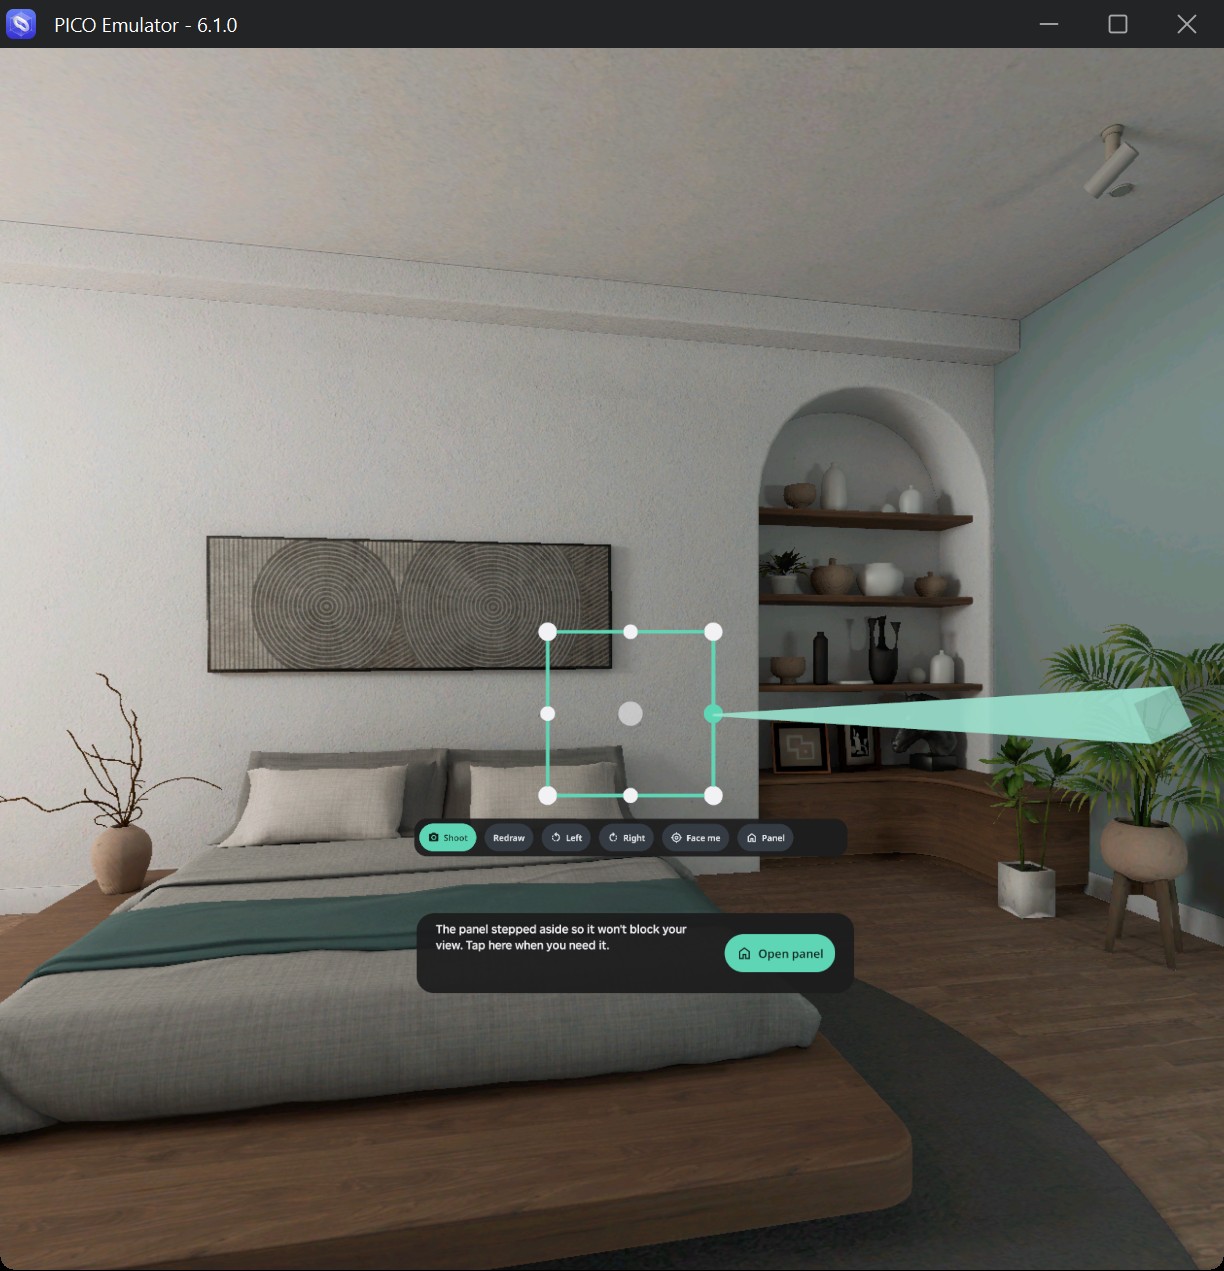 PICO Emulator - 6.1.0
Shoot
Redraw
Left
Right
Face me
Panel
The panel stepped aside so it won't block your
view. Tap here when you need it.
Open panel